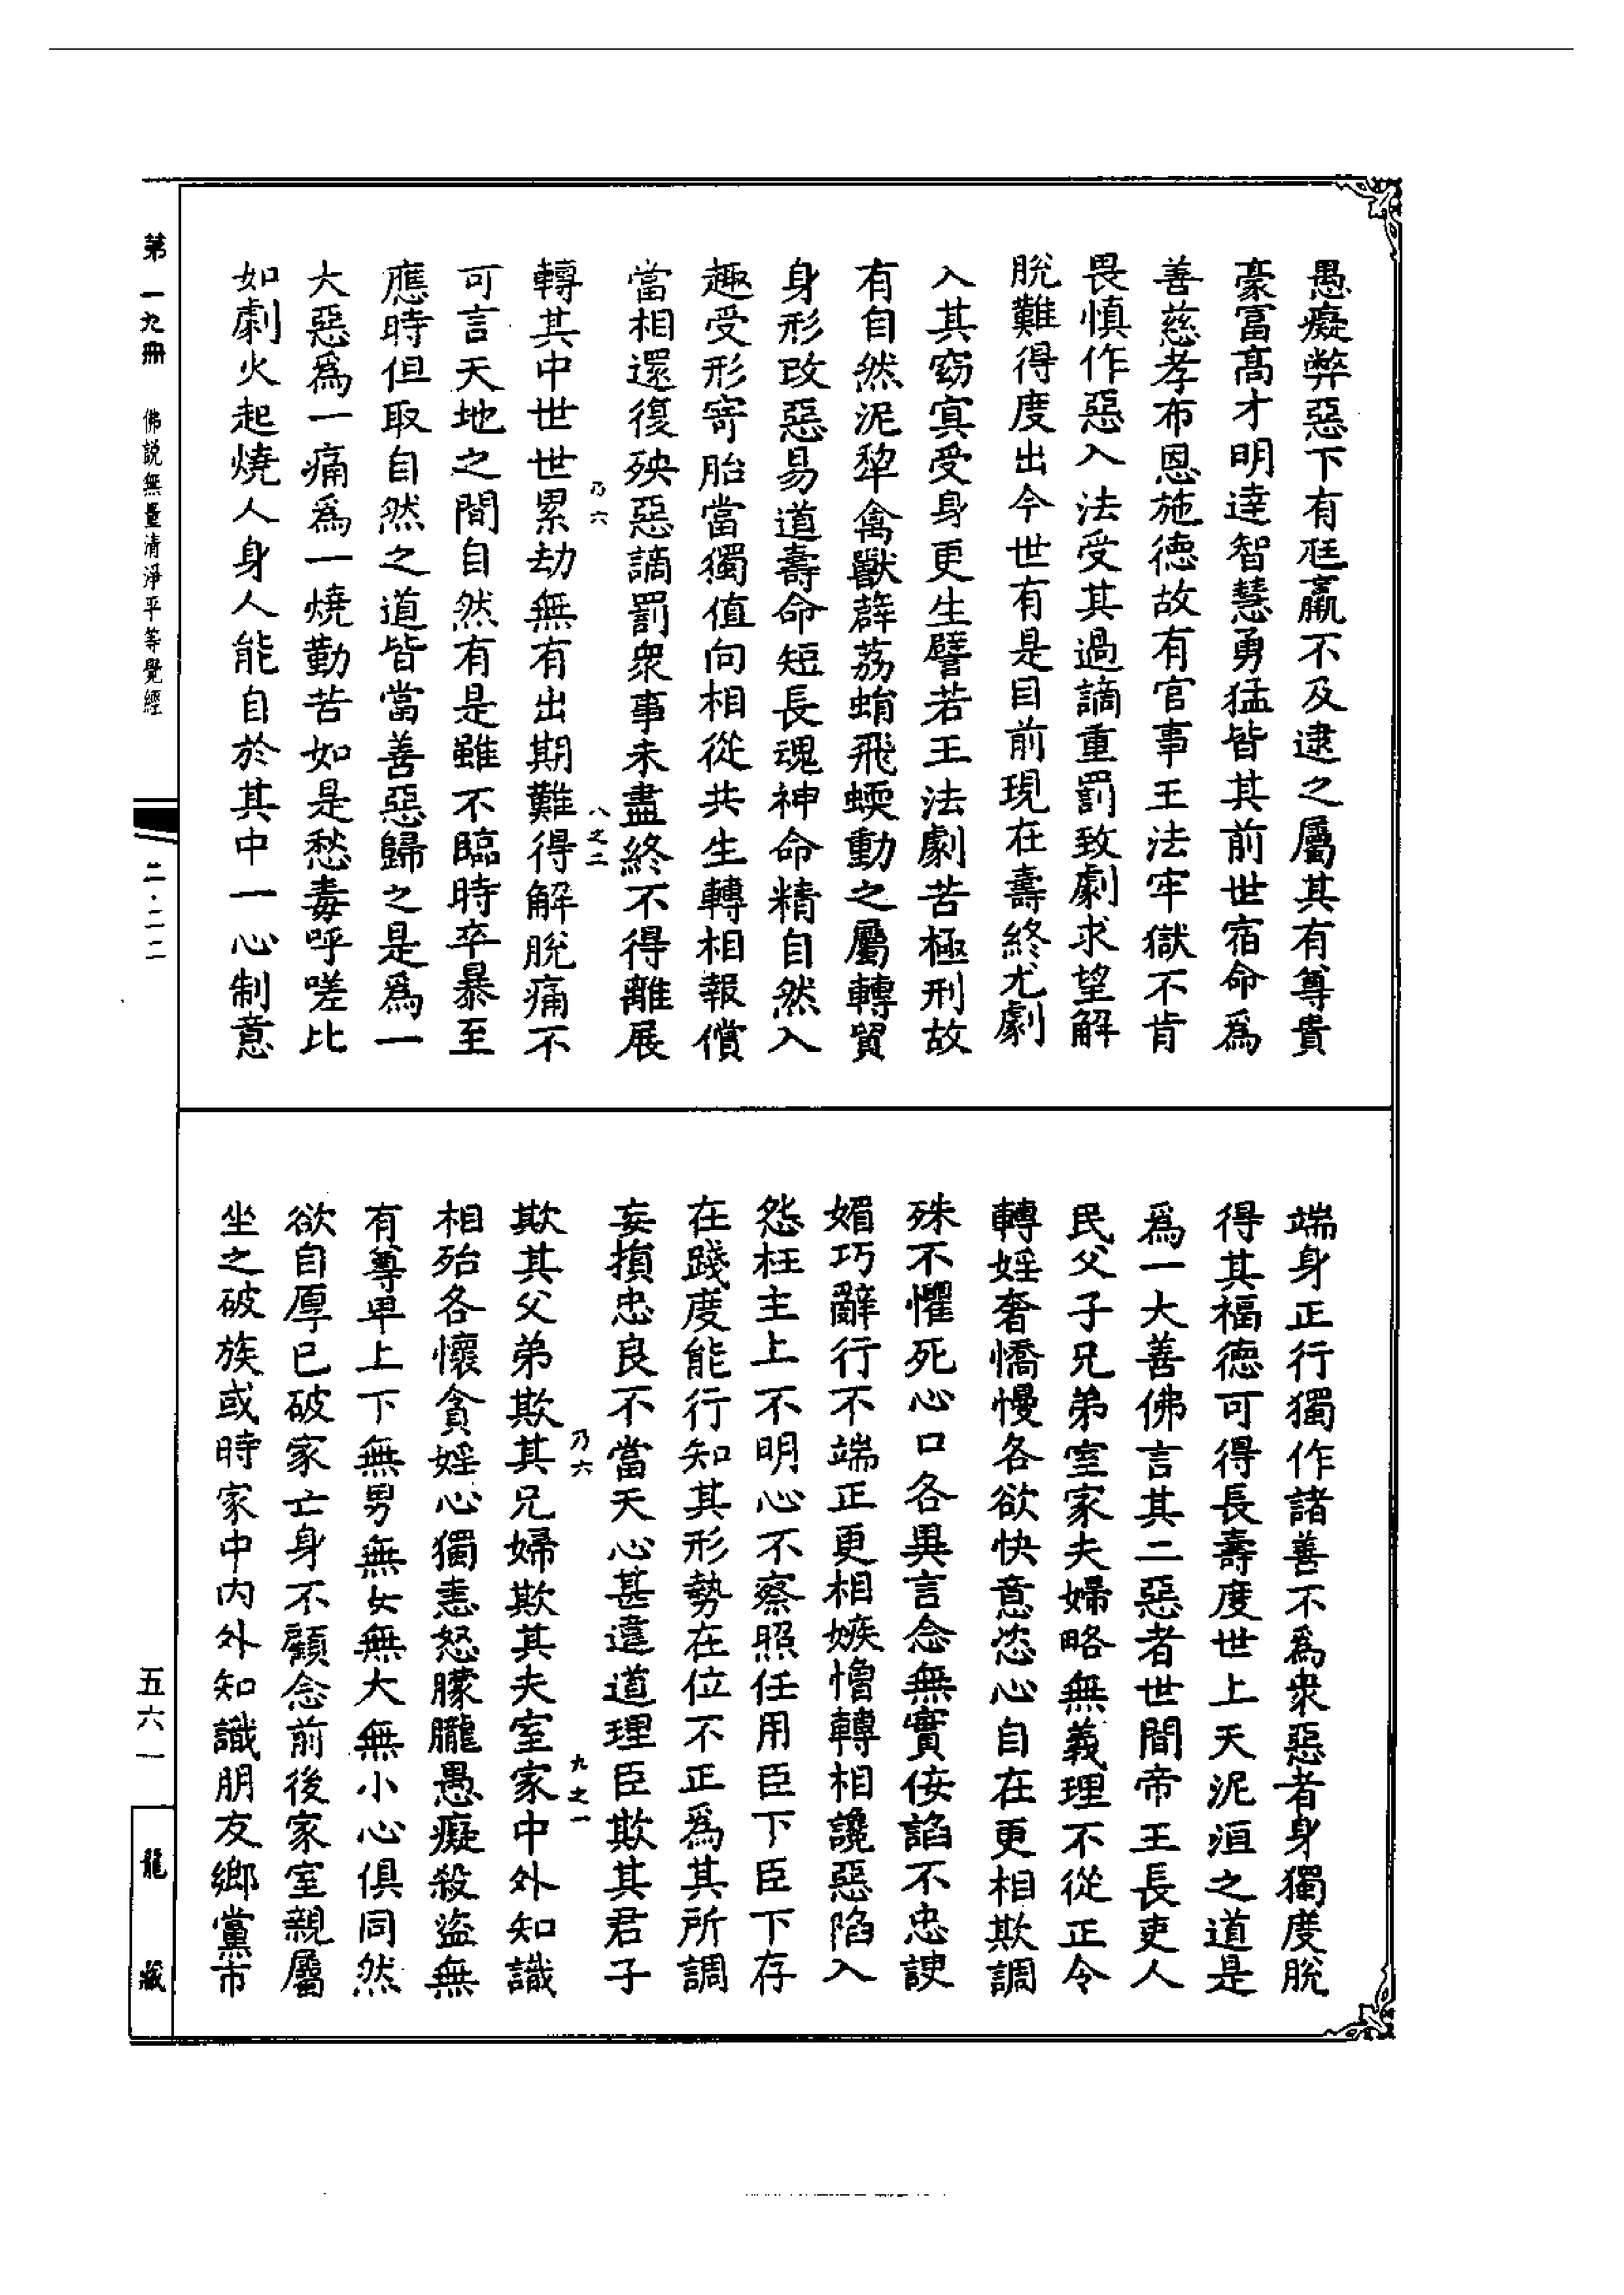 愚癡弊惡下有尫羸不及逮之屬其有尊貴
豪富高才明達智慧勇猛皆其前世宿命爲
善慈孝布恩施德故有官事王法牢獄不肯
畏慎作惡入法受其過謫重罰致劇求望解
脫難得度出今世有是目前現在壽終尤劇
入其窈冥受身更生譬若王法劇苦極刑故
有自然泥犂禽獸薜荔蜎飛蝡動之屬轉貿
身形改惡易道壽命短長魂神命精自然入
趣受形寄胎當獨值向相從共生轉相報償
當相還復殃惡謫罰衆事未盡終不得離展
乃六
八之二
轉其中世世累劫無有出期難得解脫痛不
可言天地之間自然有是雖不臨時卒暴至
應時但取自然之道皆當善惡歸之是爲一
大惡爲一痛爲一燒勤苦如是愁毒呼嗟比
如劇火起燒人身人能自於其中一心制意
端身正行獨作諸善不爲衆惡者身獨度脫
得其福德可得長壽度世上天泥洹之道是
爲一大善佛言其二惡者世間帝王長吏人
民父子兄弟室家夫婦略無義理不從正令
轉婬奢憍慢各欲快意恣心自在更相欺調
殊不懼死心口各異言念無實佞諂不忠諛
媚巧辭行不端正更相嫉憎轉相讒惡陷入
怨枉主上不明心不察照任用臣下臣下存
在踐度能行知其形勢在位不正爲其所調
妄損忠良不當天心甚違道理臣欺其君子
乃六
九之一
欺其父弟欺其兄婦欺其夫室家中外知識
相殆各懷貪婬心獨恚怒朦朧愚癡殺盜無
有尊卑上下無男無女無大無小心俱同然
欲自厚已破家亡身不顧念前後家室親屬
坐之破族或時家中內外知識朋友鄉黨市
第一九冊 佛說無量清淨平等覺經
二·二二
五六一
龍藏